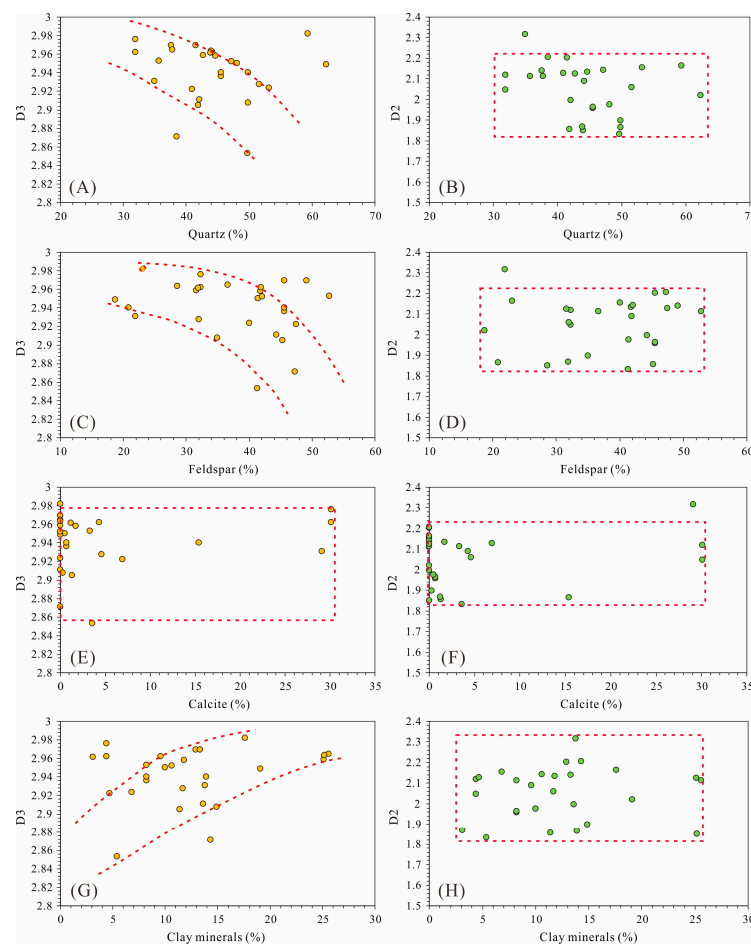 3
2.4
2.98
2.3
2.96
2.2
2.94
2.1
2.92
D3
2
D2
2.9
1.9
2.88
1.8
2.86
1.7
2.84
1.6
2.82
(A)
(B)
2.8
1.5
20 30 40 50 60 70
20 30 40 50 60 70
Quartz (%)
Quartz (%)
3
2.4
2.98
2.3
2.96
2.2
2.94
2.1
2.92
D3
2
D2
2.9
1.9
2.88
1.8
2.86
1.7
2.84
1.6
2.82
(C)
(D)
2.8
1.5
10 20 30 40 50 60
10 20 30 40 50 60
Feldspar (%)
Feldspar (%)
3
2.4
2.98
2.3
2.96
2.2
2.94
2.1
2.92
D3
2
D2
2.9
1.9
2.88
1.8
2.86
1.7
2.84
1.6
2.82
(E)
(F)
2.8
1.5
0 5 10 15 20 25 30 35
0 5 10 15 20 25 30 35
Calcite (%)
Calcite (%)
3
2.4
2.98
2.3
2.96
2.2
2.94
2.1
2.92
D3
2
D2
2.9
1.9
2.88
1.8
2.86
1.7
2.84
1.6
2.82
(G)
(H)
2.8
1.5
0 5 10 15 20 25 30
0 5 10 15 20 25 30
Clay minerals (%)
Clay minerals (%)